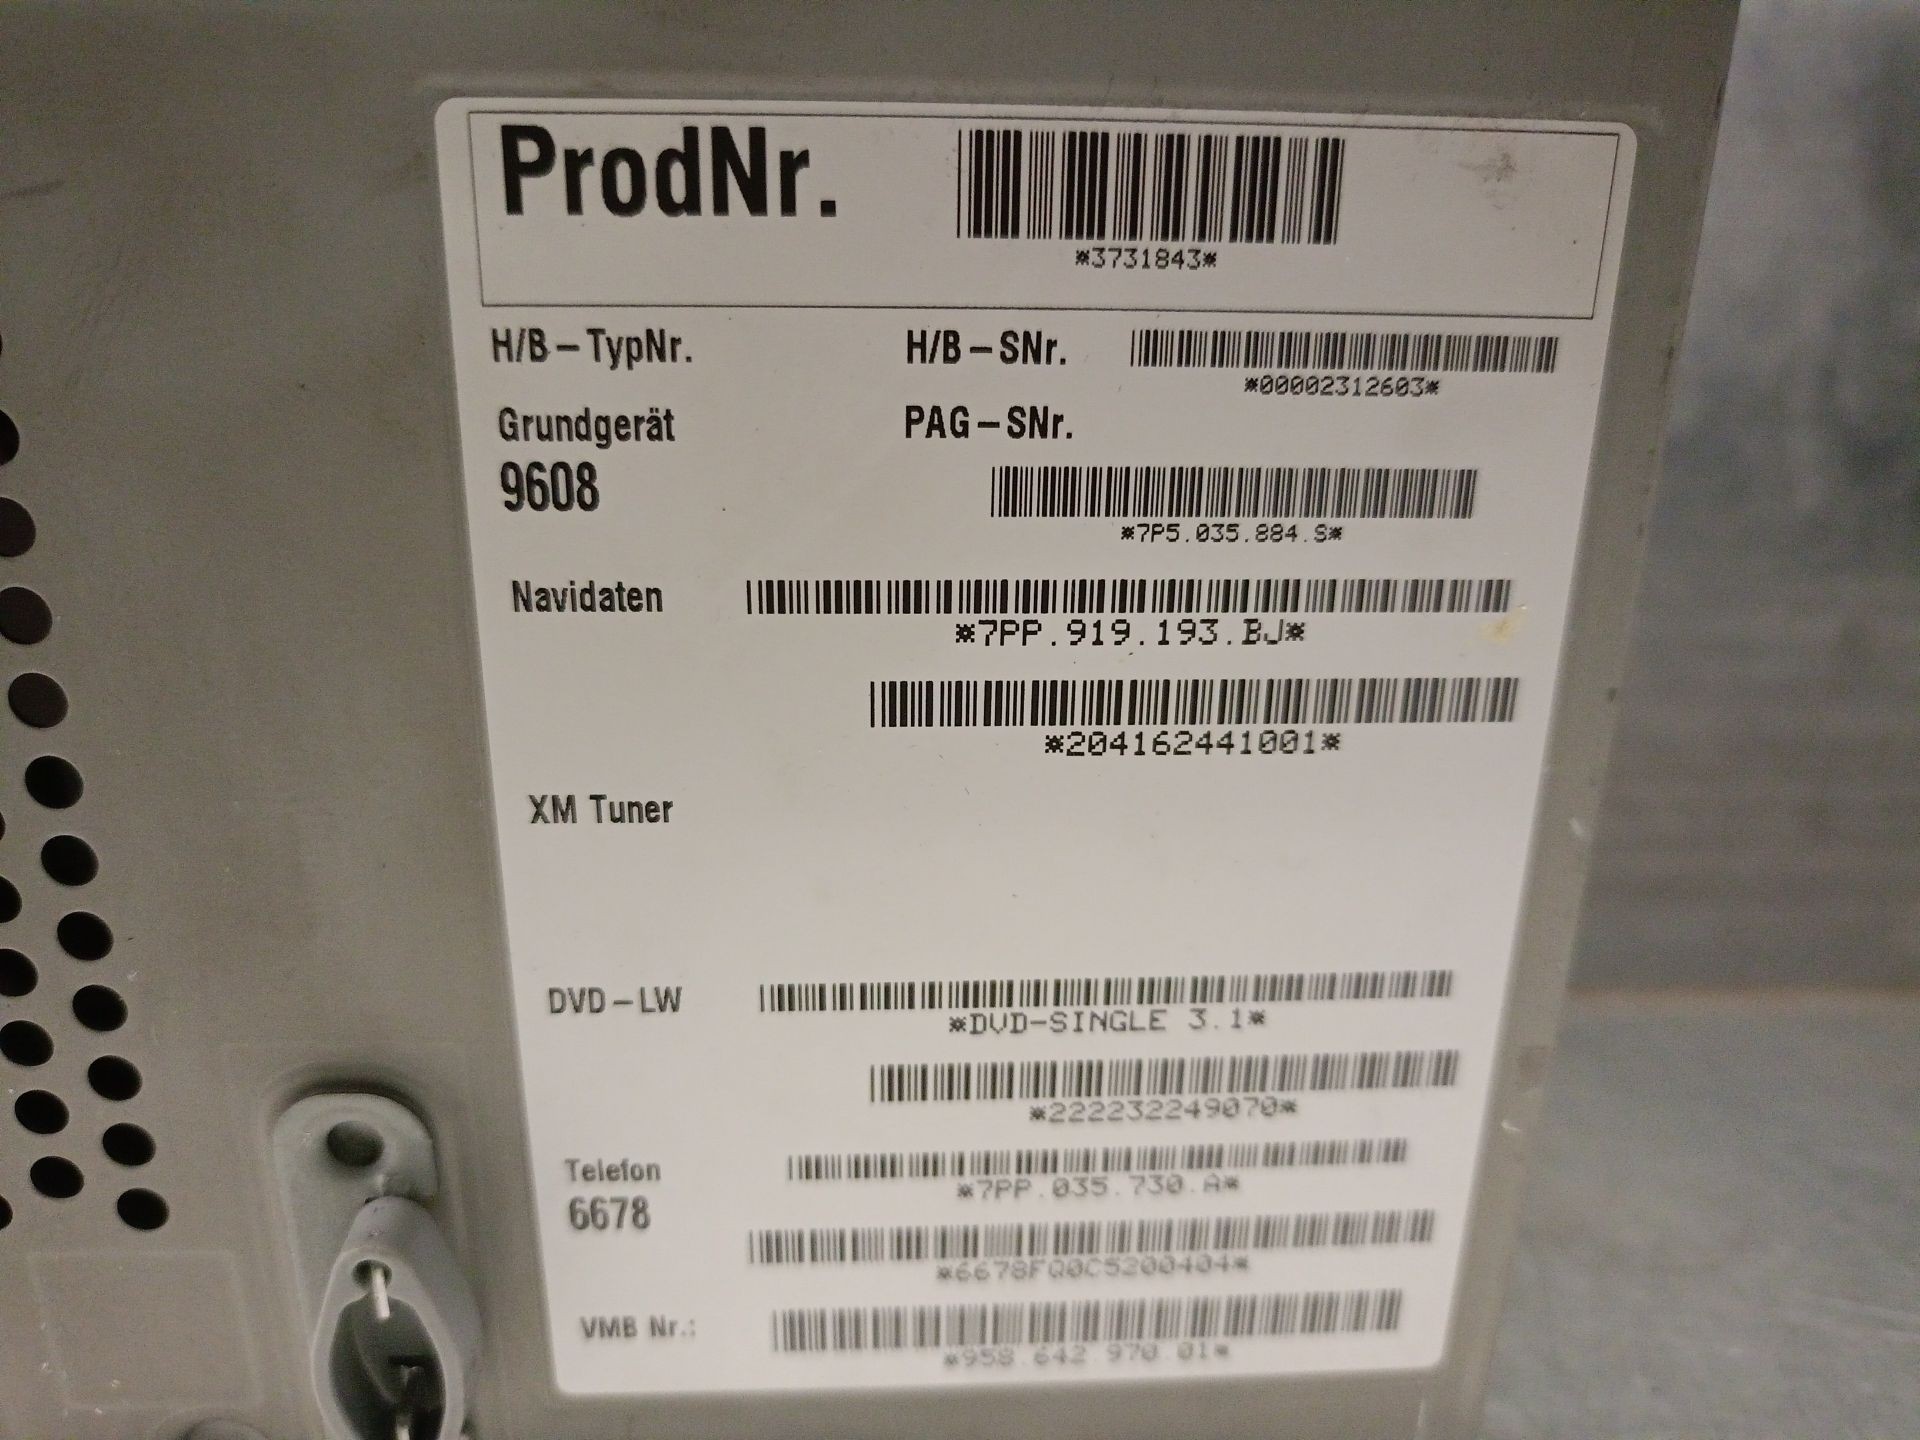 ProdNr.
*3731843*
H/B-TypNr.
H/B-SNr.
*00002312603*
Grundgerät
PAG-SNr.
9608
*7P5.035.884.S*
Navidaten
*7PP.919.193.BJ*
*204162441001*
XM Tuner
DVD-LW
*DVD-SINGLE 3.1*
*222232249070*
Telefon
*7PP.035.730.A*
6678
*6678FQ0C5200404*
VMB Nr.:
*958.642.970.01*